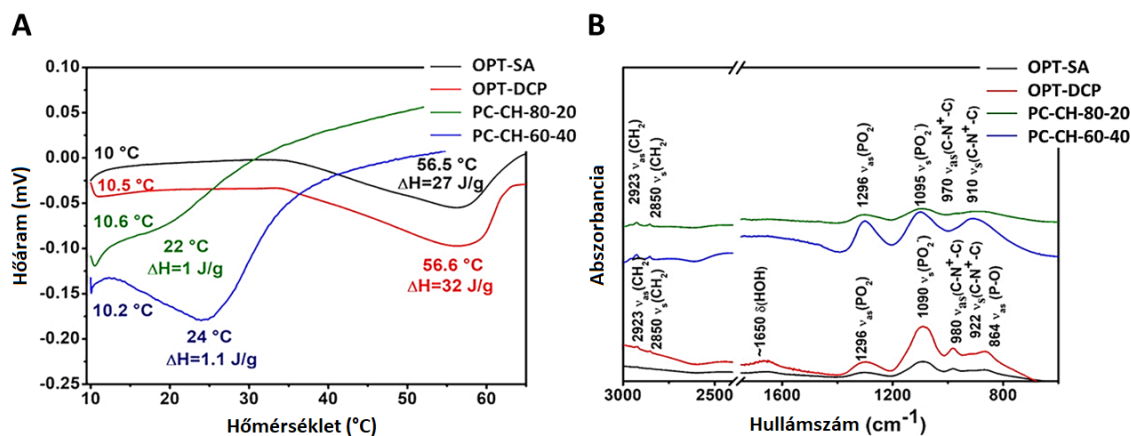 A
OPT-SA
OPT-DCP
PC-CH-80-20
PC-CH-60-40
0.10
0.05
0.00
-0.05
-0.10
-0.15
-0.20
-0.25
Hőáram (mV)
10 °C
10.5 °C
10.6 °C
10.2 °C
22 °C
ΔH=1 J/g
24 °C
ΔH=1.1 J/g
56.5 °C
ΔH=27 J/g
56.6 °C
ΔH=32 J/g
10 20 30 40 50 60
Hőmérséklet (°C)
B
OPT-SA
OPT-DCP
PC-CH-80-20
PC-CH-60-40
Abszorbancia
2923 νas(CH2)
2850 νs(CH2)
1296 νas(PO2-)
1095 νs(PO2-)
970 νas(C-N+-C)
910 νs(C-N+-C)
2923 νas(CH2)
2850 νs(CH2)
~1650 δ(HOH)
1296 νas(PO2-)
1090 νs(PO2-)
980 νas(C-N+-C)
922 νs(C-N+-C)
864 νas(P-O)
3000 2500 1600 1200 800
Hullámszám (cm-1)